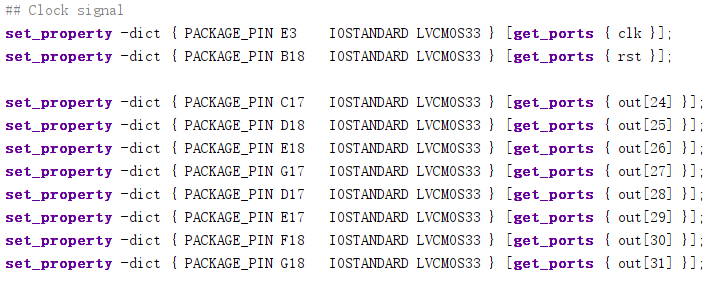 ## Clock signal
set_property -dict { PACKAGE_PIN E3    IOSTANDARD LVCMOS33 } [get_ports { clk }];
set_property -dict { PACKAGE_PIN B18   IOSTANDARD LVCMOS33 } [get_ports { rst }];
set_property -dict { PACKAGE_PIN C17   IOSTANDARD LVCMOS33 } [get_ports { out[24] }];
set_property -dict { PACKAGE_PIN D18   IOSTANDARD LVCMOS33 } [get_ports { out[25] }];
set_property -dict { PACKAGE_PIN E18   IOSTANDARD LVCMOS33 } [get_ports { out[26] }];
set_property -dict { PACKAGE_PIN G17   IOSTANDARD LVCMOS33 } [get_ports { out[27] }];
set_property -dict { PACKAGE_PIN D17   IOSTANDARD LVCMOS33 } [get_ports { out[28] }];
set_property -dict { PACKAGE_PIN E17   IOSTANDARD LVCMOS33 } [get_ports { out[29] }];
set_property -dict { PACKAGE_PIN F18   IOSTANDARD LVCMOS33 } [get_ports { out[30] }];
set_property -dict { PACKAGE_PIN G18   IOSTANDARD LVCMOS33 } [get_ports { out[31] }];